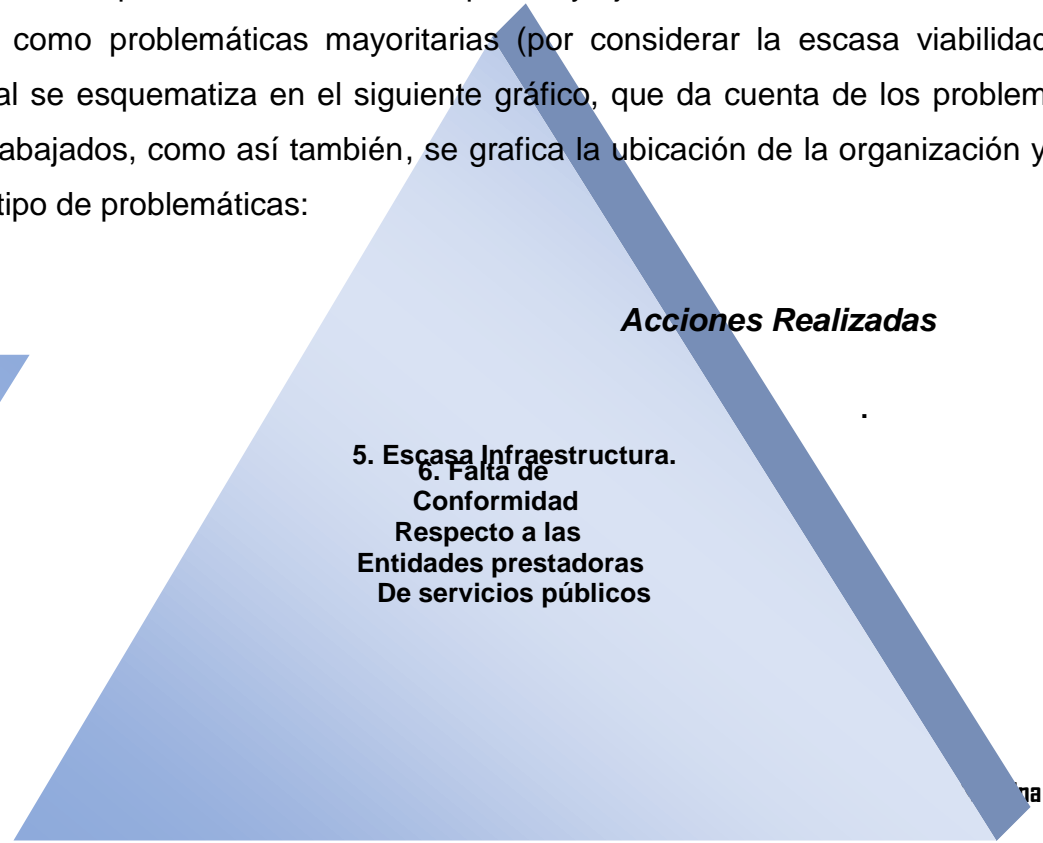 como problemáticas mayoritarias (por considerar la escasa viabilidad
al se esquematiza en el siguiente gráfico, que da cuenta de los problem
abajados, como así también, se grafica la ubicación de la organización y
tipo de problemáticas:
Acciones Realizadas
.
5. Escasa Infraestructura.
6. Falta de
Conformidad
Respecto a las
Entidades prestadoras
De servicios públicos